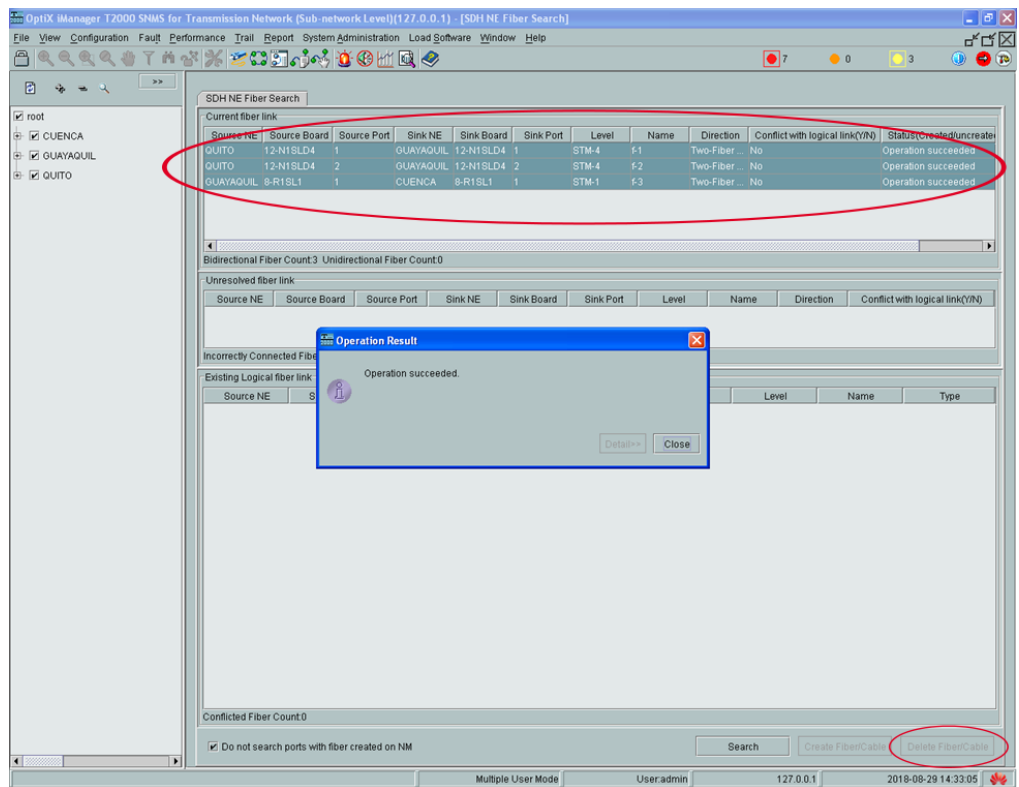 OptiX iManager T2000 SNMS for Transmission Network (Sub-network Level)(127.0.0.1) - [SDH NE Fiber Search]
File View Configuration Fault Performance Trail Report System Administration Load Software Window Help
7 0 3
>>
root
CUENCA
GUAYAQUIL
QUITO
SDH NE Fiber Search
Current fiber link
Source NE Source Board Source Port Sink NE Sink Board Sink Port Level Name Direction Conflict with logical link(Y/N) Status(Created/uncreate
QUITO 12-N1SLD4 1 GUAYAQUIL 12-N1SLD4 1 STM-4 f-1 Two-Fiber ... No Operation succeeded
QUITO 12-N1SLD4 2 GUAYAQUIL 12-N1SLD4 2 STM-4 f-2 Two-Fiber ... No Operation succeeded
GUAYAQUIL 8-R1SL1 1 CUENCA 8-R1SL1 1 STM-1 f-3 Two-Fiber ... No Operation succeeded
Bidirectional Fiber Count:3 Unidirectional Fiber Count:0
Unresolved fiber link
Source NE Source Board Source Port Sink NE Sink Board Sink Port Level Name Direction Conflict with logical link(Y/N)
Incorrectly Connected Fibe
Existing Logical fiber link
Source NE S Level Name Type
Operation Result
Operation succeeded.
Detail>> Close
Conflicted Fiber Count:0
Do not search ports with fiber created on NM
Search Create Fiber/Cable Delete Fiber/Cable
Multiple User Mode User:admin 127.0.0.1 2018-08-29 14:33:05